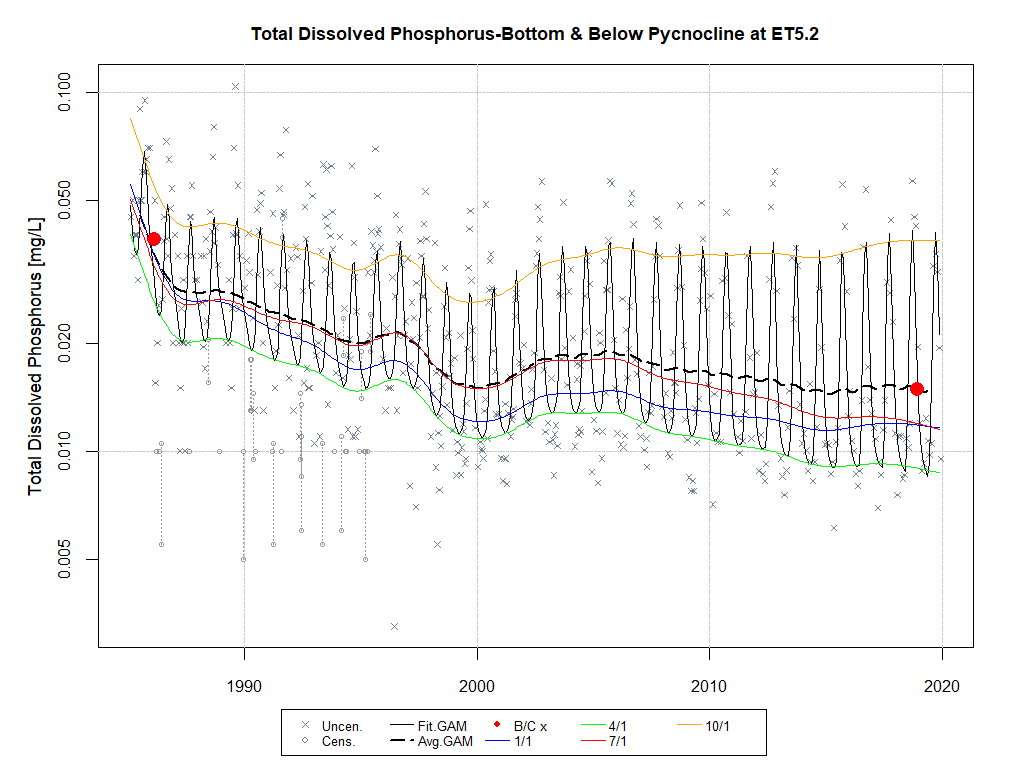 Total Dissolved Phosphorus-Bottom & Below Pycnocline at ET5.2
Total Dissolved Phosphorus [mg/L]
0.100
0.050
0.020
0.010
0.005
1990 2000 2010 2020
Uncen. Fit.GAM B/C x 4/1 10/1
Cens. Avg.GAM 1/1 7/1